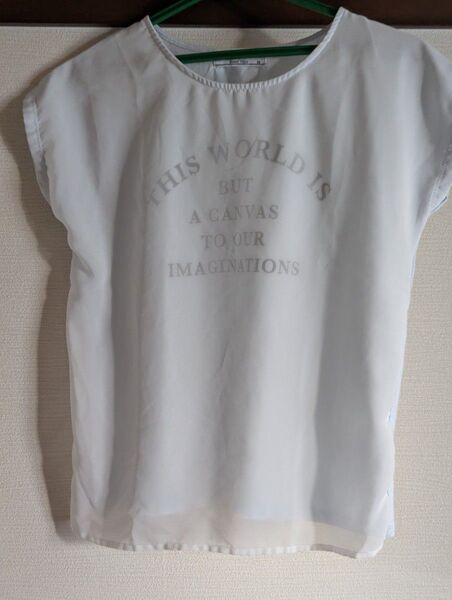 THIS WORLD IS
BUT
A CANVAS
TO OUR
IMAGINATIONS